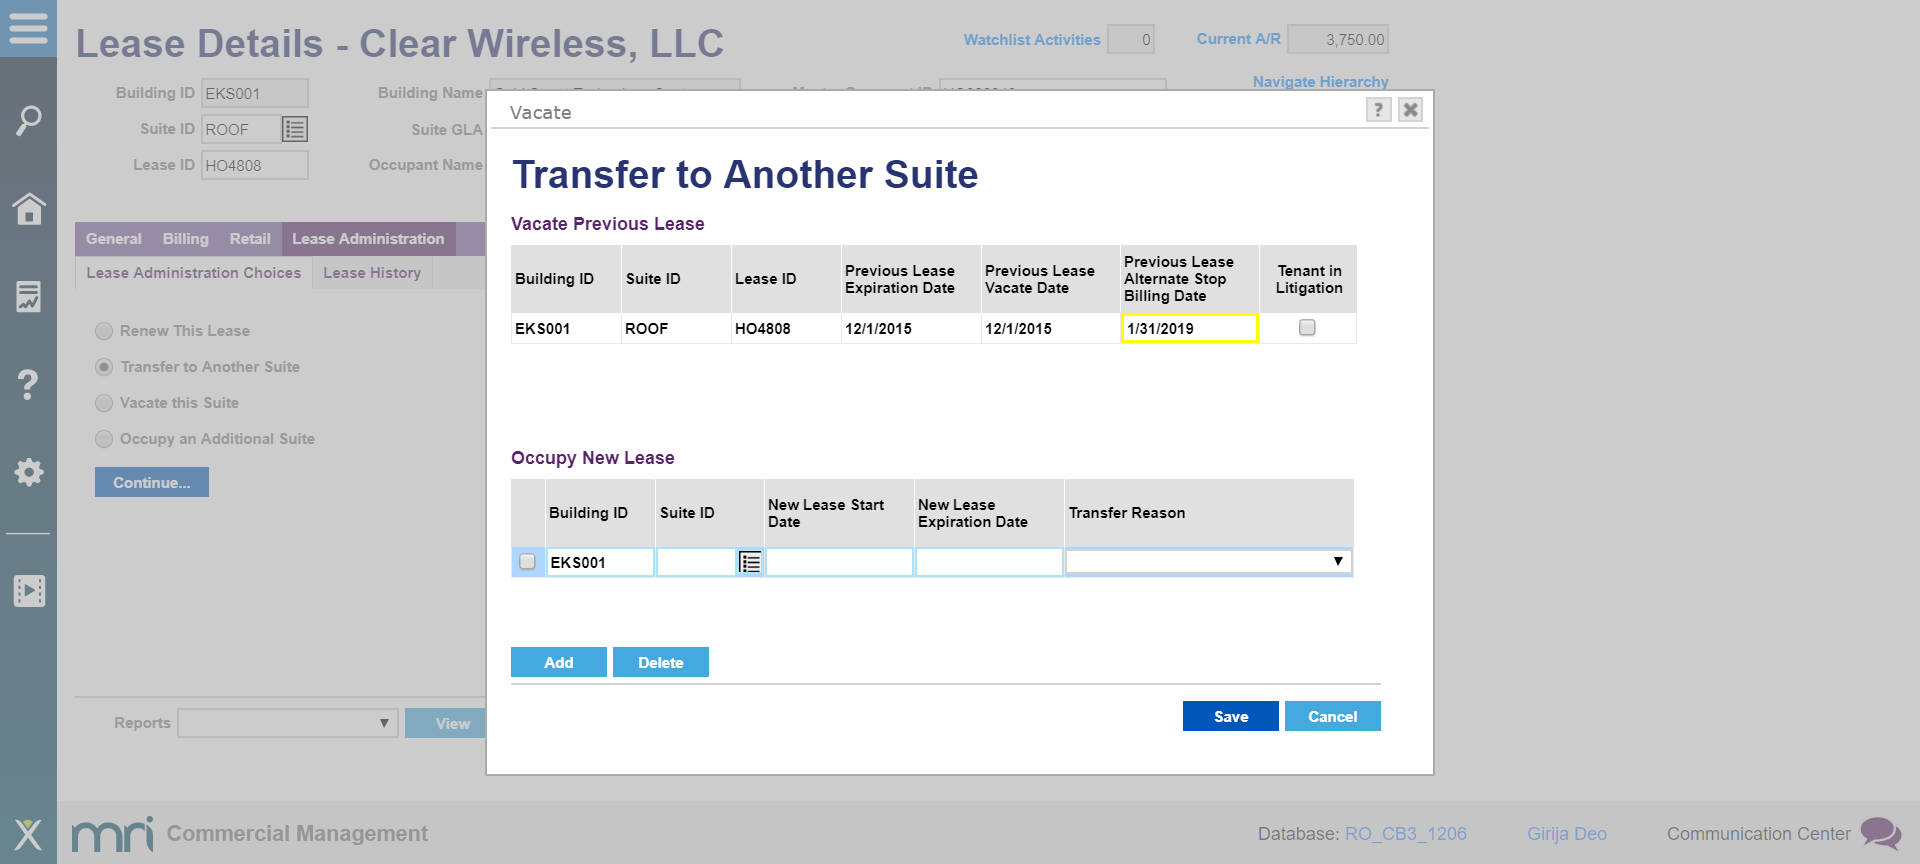 Lease Details - Clear Wireless, LLC
Watchlist Activities 0 Current A/R 3,750.00
Navigate Hierarchy
Building ID EKS001 Building Name
Suite ID ROOF Suite GLA
Lease ID HO4808 Occupant Name
General Billing Retail Lease Administration
Lease Administration Choices Lease History
Renew This Lease
Transfer to Another Suite
Vacate this Suite
Occupy an Additional Suite
Continue...
Reports View
Vacate ?
Transfer to Another Suite
Vacate Previous Lease
Building ID Suite ID Lease ID Previous Lease Expiration Date Previous Lease Vacate Date Previous Lease Alternate Stop Billing Date Tenant in Litigation
EKS001 ROOF HO4808 12/1/2015 12/1/2015 1/31/2019
Occupy New Lease
Building ID Suite ID New Lease Start Date New Lease Expiration Date Transfer Reason
EKS001
Add Delete
Save Cancel
mri Commercial Management
Database: RO_CB3_1206 Girija Deo Communication Center